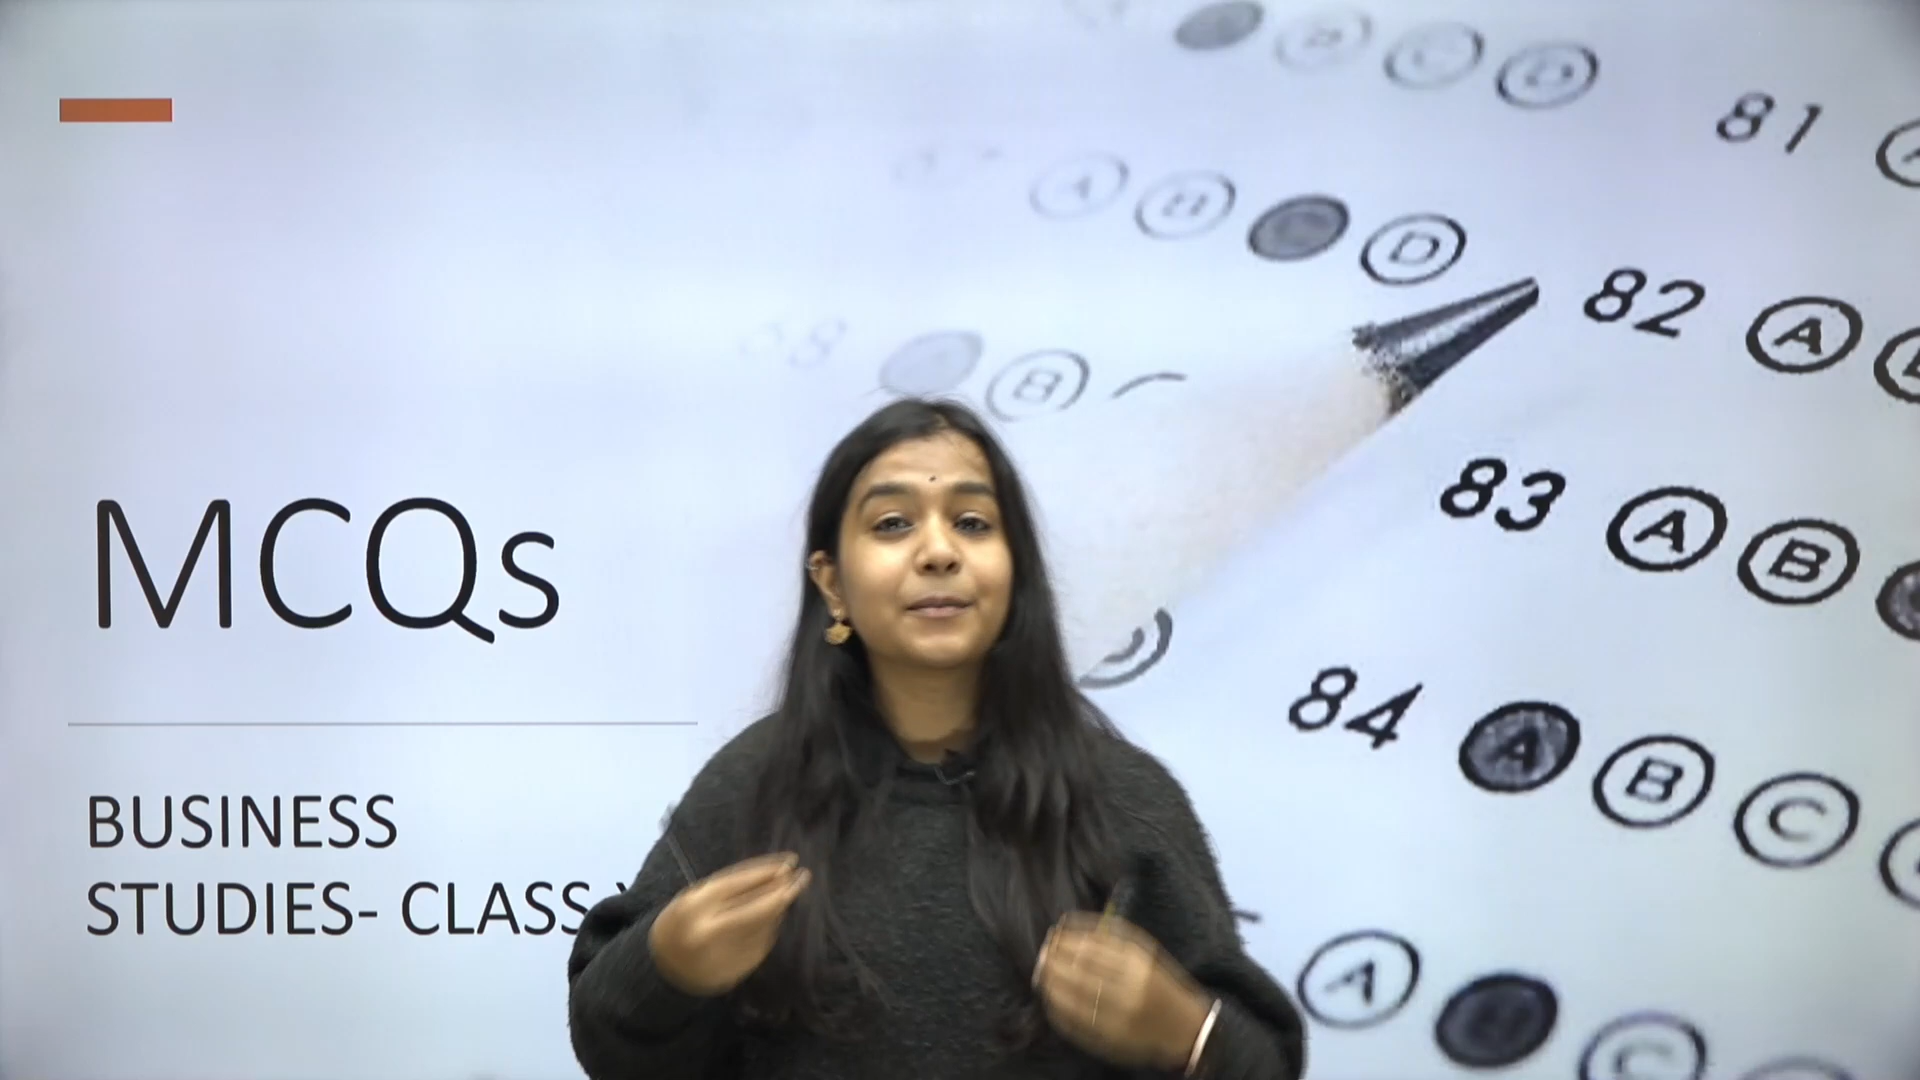 MCQs
BUSINESS
STUDIES- CLASS
B C D
81
A B D
82 A
B
83 A B
84 A B C
A
C